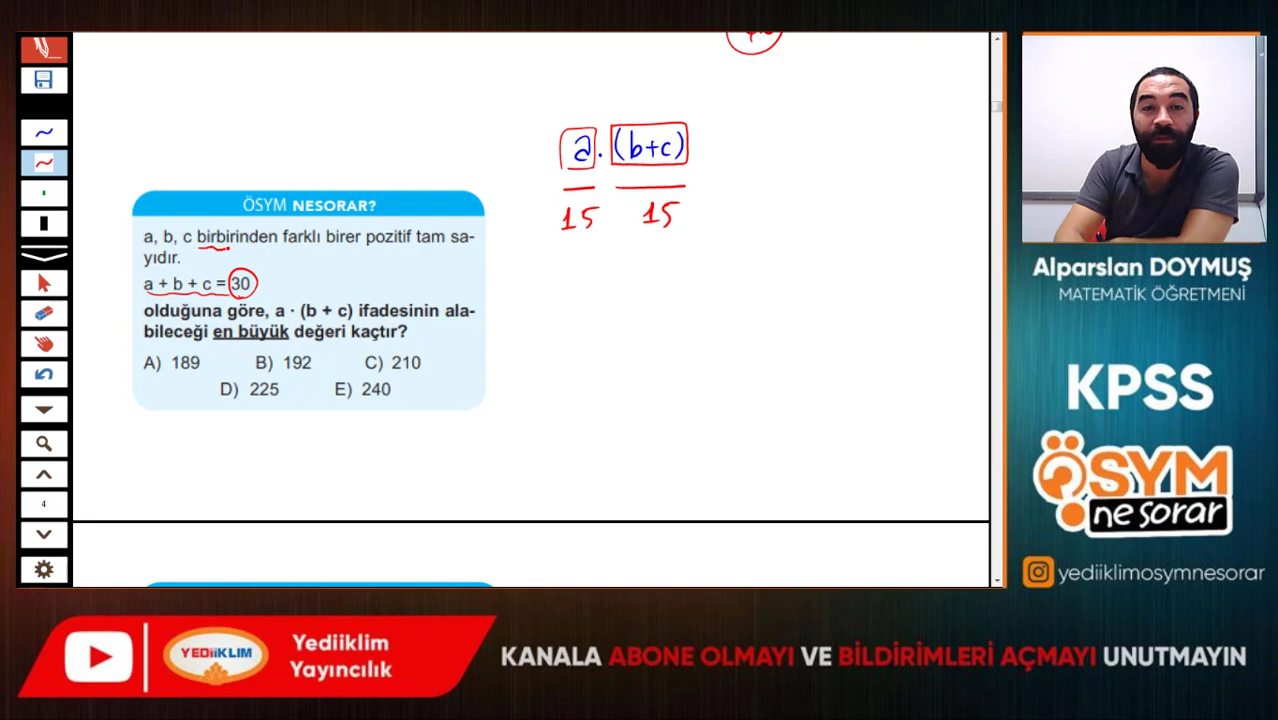 a . (b+c)
15 15
ÖSYM NESORAR?
a, b, c birbirinden farklı birer pozitif tam sa-
yıdır.
a + b + c = 30
olduğuna göre, a · (b + c) ifadesinin ala-
bileceği en büyük değeri kaçtır?
A) 189 B) 192 C) 210
D) 225 E) 240
4
Alparslan DOYMUŞ
MATEMATİK ÖĞRETMENİ
KPSS
ÖSYM
ne sorar
yediiklimosymnesorar
YEDİİKLİM
Yediiklim
Yayıncılık
KANALA ABONE OLMAYI VE BİLDİRİMLERİ AÇMAYI UNUTMAYIN